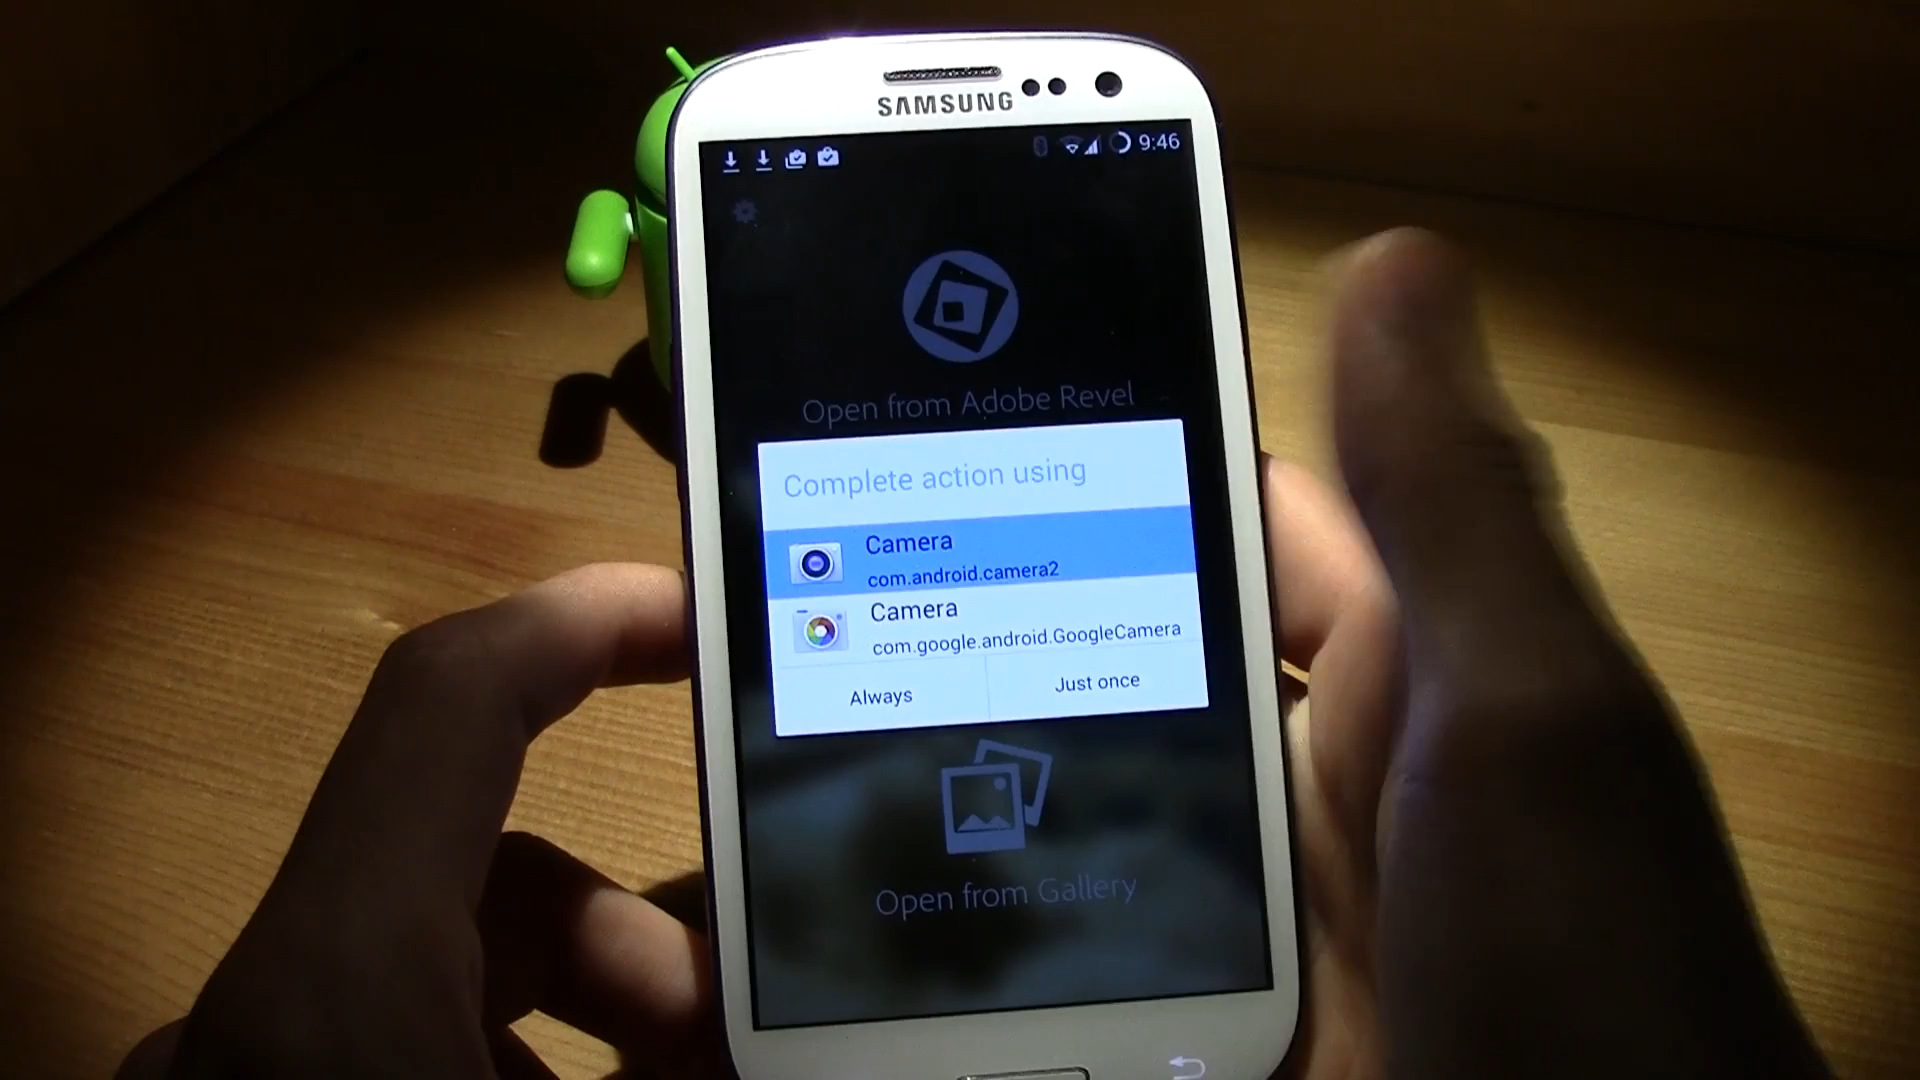 SAMSUNG
9:46
Open from Adobe Revel
Complete action using
Camera
com.android.camera2
Camera
com.google.android.GoogleCamera
Always
Just once
Open from Gallery